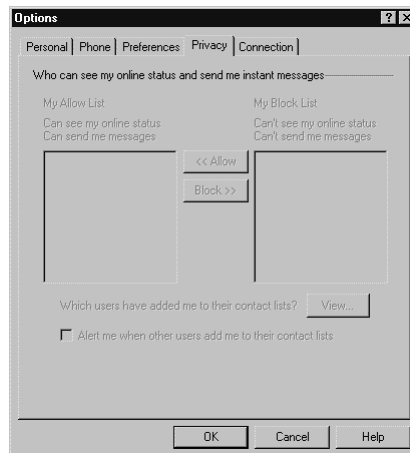 Options
Personal Phone Preferences Privacy Connection
Who can see my online status and send me instant messages
My Allow List My Block List
Can see my online status Can't see my online status
Can send me messages Can't send me messages
<< Allow
Block >>
Which users have added me to their contact lists? View...
Alert me when other users add me to their contact lists
OK Cancel Help